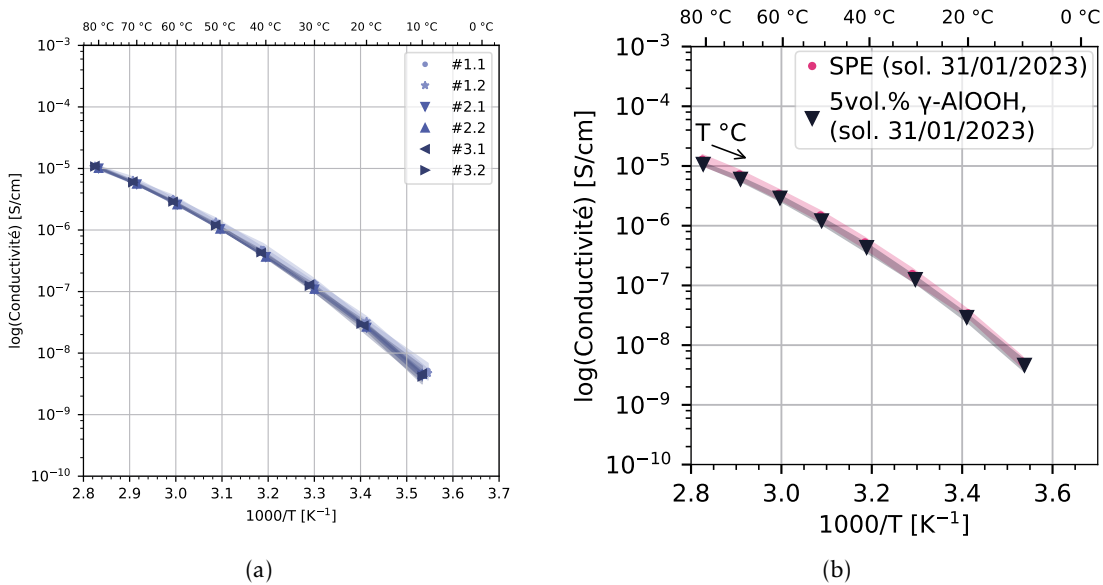 80 °C 70 °C 60 °C 50 °C 40 °C 30 °C 20 °C 10 °C 0 °C
10⁻³
10⁻⁴
10⁻⁵
10⁻⁶
10⁻⁷
10⁻⁸
10⁻⁹
10⁻¹⁰
log(Conductivité) [S/cm]
#1.1
#1.2
#2.1
#2.2
#3.1
#3.2
2.8 2.9 3.0 3.1 3.2 3.3 3.4 3.5 3.6 3.7
1000/T [K⁻¹]
(a)
80 °C 60 °C 40 °C 20 °C 0 °C
10⁻³
10⁻⁴
10⁻⁵
10⁻⁶
10⁻⁷
10⁻⁸
10⁻⁹
10⁻¹⁰
log(Conductivité) [S/cm]
SPE (sol. 31/01/2023)
5vol.% γ-AlOOH,
(sol. 31/01/2023)
T °C
2.8 3.0 3.2 3.4 3.6
1000/T [K⁻¹]
(b)